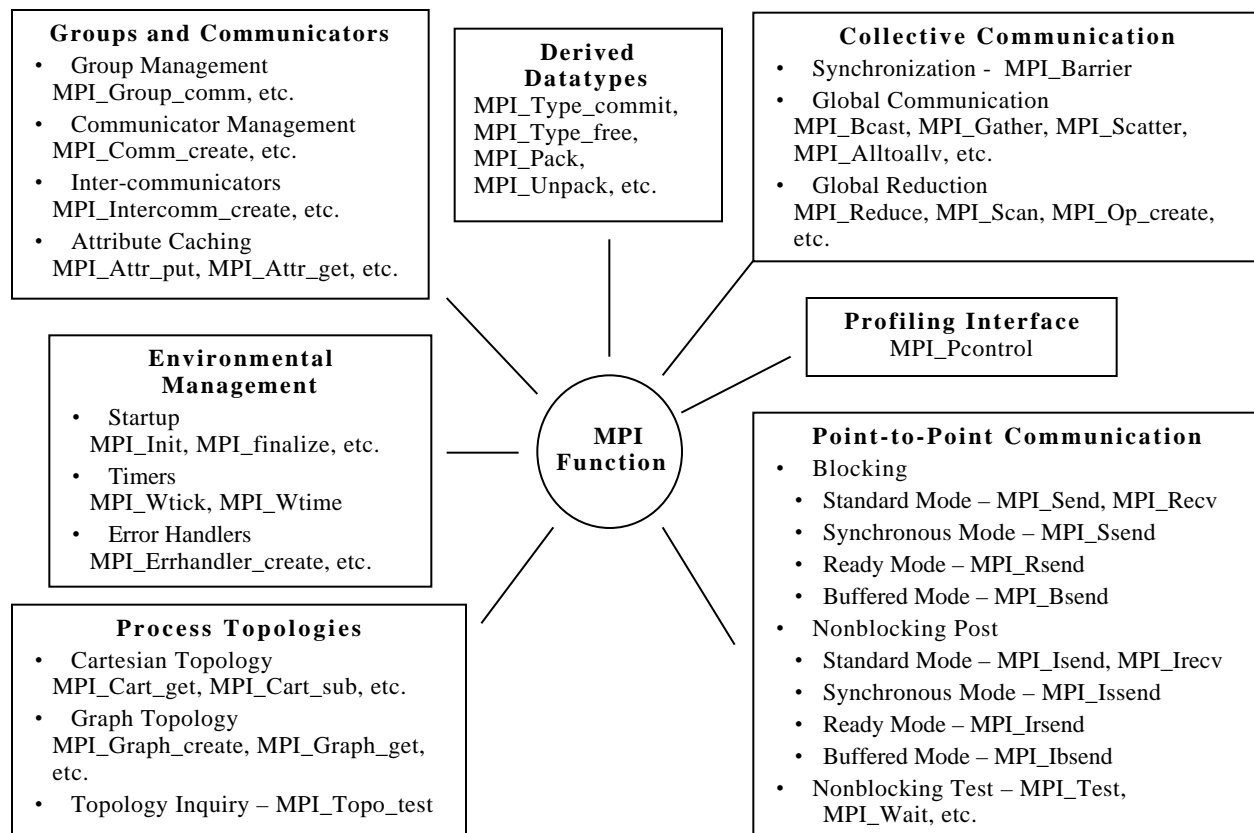 Groups and Communicators
• Group Management
MPI_Group_comm, etc.
• Communicator Management
MPI_Comm_create, etc.
• Inter-communicators
MPI_Intercomm_create, etc.
• Attribute Caching
MPI_Attr_put, MPI_Attr_get, etc.
Derived
Datatypes
MPI_Type_commit,
MPI_Type_free,
MPI_Pack,
MPI_Unpack, etc.
Collective Communication
• Synchronization - MPI_Barrier
• Global Communication
MPI_Bcast, MPI_Gather, MPI_Scatter,
MPI_Alltoallv, etc.
• Global Reduction
MPI_Reduce, MPI_Scan, MPI_Op_create,
etc.
Profiling Interface
MPI_Pcontrol
Environmental
Management
• Startup
MPI_Init, MPI_finalize, etc.
• Timers
MPI_Wtick, MPI_Wtime
• Error Handlers
MPI_Errhandler_create, etc.
MPI
Function
Point-to-Point Communication
• Blocking
• Standard Mode – MPI_Send, MPI_Recv
• Synchronous Mode – MPI_Ssend
• Ready Mode – MPI_Rsend
• Buffered Mode – MPI_Bsend
• Nonblocking Post
• Standard Mode – MPI_Isend, MPI_Irecv
• Synchronous Mode – MPI_Issend
• Ready Mode – MPI_Irsend
• Buffered Mode – MPI_Ibsend
• Nonblocking Test – MPI_Test,
MPI_Wait, etc.
Process Topologies
• Cartesian Topology
MPI_Cart_get, MPI_Cart_sub, etc.
• Graph Topology
MPI_Graph_create, MPI_Graph_get,
etc.
• Topology Inquiry – MPI_Topo_test